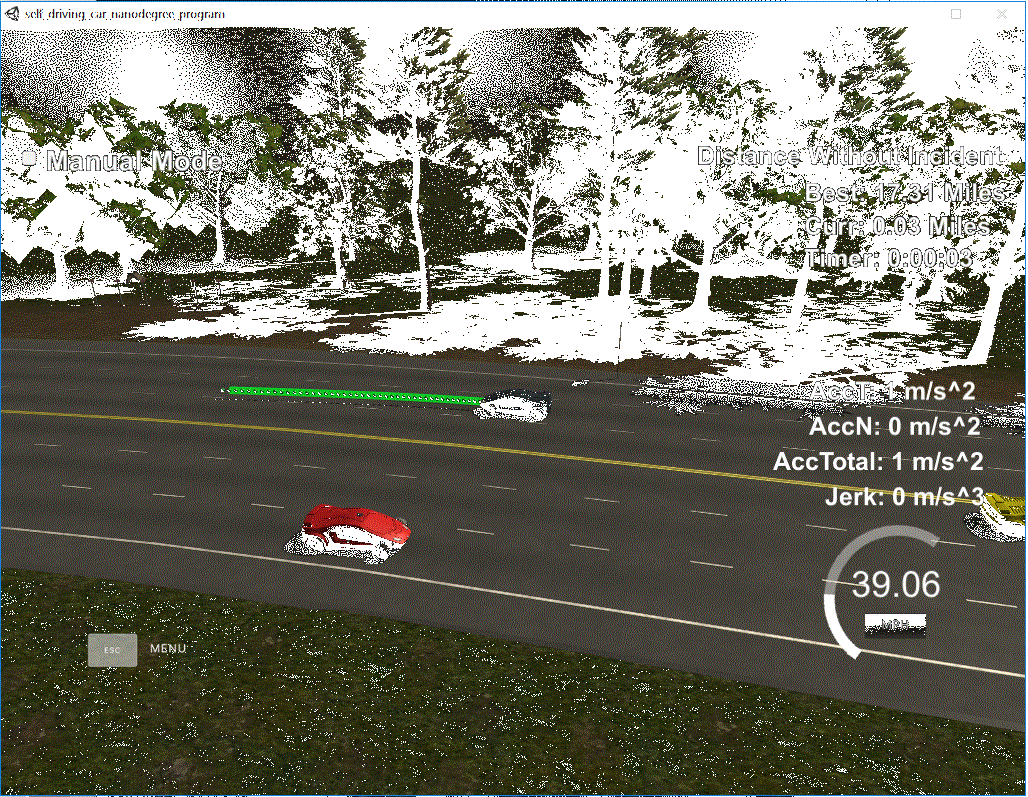 self_driving_car_nanodegree_program
Manual Mode
Distance Without Incident
Best: 17.31 Miles
Curr: 0.03 Miles
Timer: 0:00:03
AccT: 1 m/s^2
AccN: 0 m/s^2
AccTotal: 1 m/s^2
Jerk: 0 m/s^3
39.06
MPH
ESC MENU